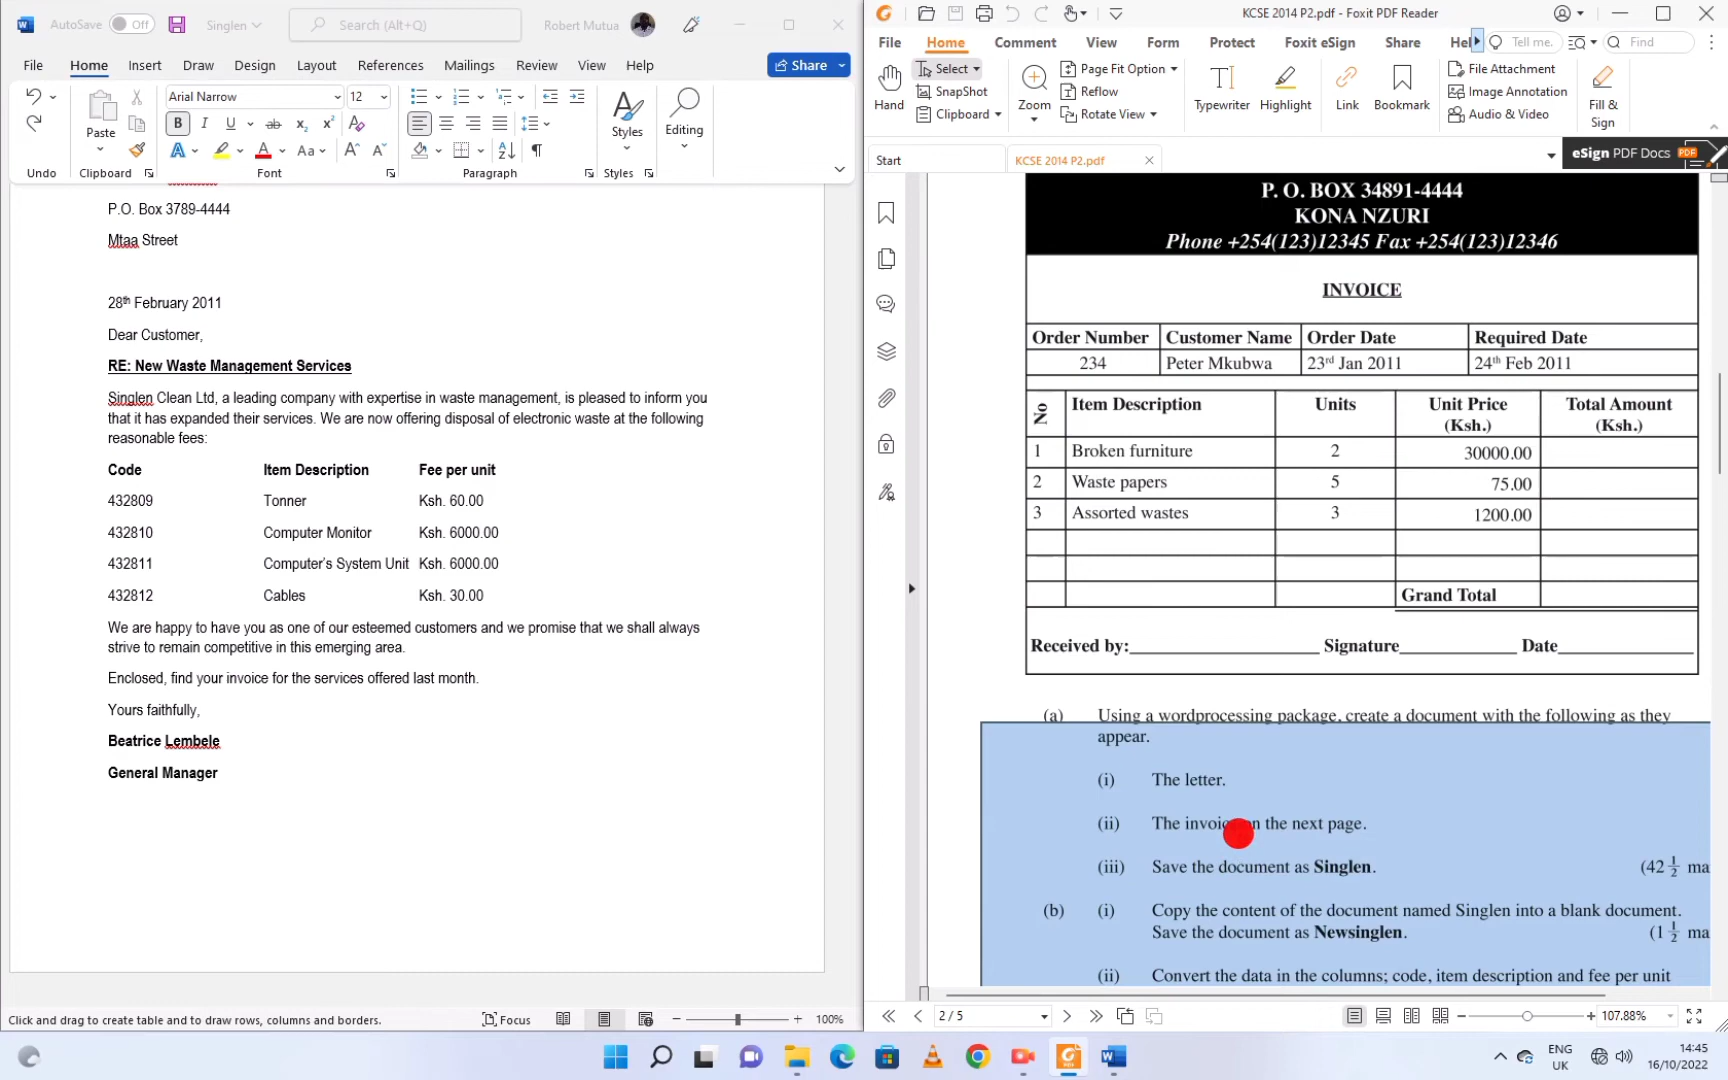 AutoSave Off Singlen Search (Alt+Q) Robert Mutua
File Home Insert Draw Design Layout References Mailings Review View Help Share
Arial Narrow 12
Paste Styles Editing
Undo Clipboard Font Paragraph Styles
P.O. Box 3789-4444
Mtaa Street
28th February 2011
Dear Customer,
RE: New Waste Management Services
Singlen Clean Ltd, a leading company with expertise in waste management, is pleased to inform you
that it has expanded their services. We are now offering disposal of electronic waste at the following
reasonable fees:
Code Item Description Fee per unit
432809 Tonner Ksh. 60.00
432810 Computer Monitor Ksh. 6000.00
432811 Computer's System Unit Ksh. 6000.00
432812 Cables Ksh. 30.00
We are happy to have you as one of our esteemed customers and we promise that we shall always
strive to remain competitive in this emerging area.
Enclosed, find your invoice for the services offered last month.
Yours faithfully,
Beatrice Lembele
General Manager
Click and drag to create table and to draw rows, columns and borders. Focus 100%
KCSE 2014 P2.pdf - Foxit PDF Reader
File Home Comment View Form Protect Foxit eSign Share Hel Tell me. Find
Hand Select SnapShot Clipboard Zoom Page Fit Option Reflow Rotate View Typewriter Highlight Link Bookmark File Attachment Image Annotation Audio & Video Fill & Sign
Start KCSE 2014 P2.pdf eSign PDF Docs PDF
P. O. BOX 34891-4444
KONA NZURI
Phone +254(123)12345 Fax +254(123)12346
INVOICE
Order Number Customer Name Order Date Required Date
234 Peter Mkubwa 23rd Jan 2011 24th Feb 2011
No Item Description Units Unit Price (Ksh.) Total Amount (Ksh.)
1 Broken furniture 2 30000.00
2 Waste papers 5 75.00
3 Assorted wastes 3 1200.00
Grand Total
Received by: Signature Date
(a) Using a wordprocessing package, create a document with the following as they
appear.
(i) The letter.
(ii) The invoice on the next page.
(iii) Save the document as Singlen. (42 1/2 ma
(b) (i) Copy the content of the document named Singlen into a blank document.
Save the document as Newsinglen. (1 1/2 ma
(ii) Convert the data in the columns; code, item description and fee per unit
2 / 5 107.88%
ENG UK 14:45 16/10/2022